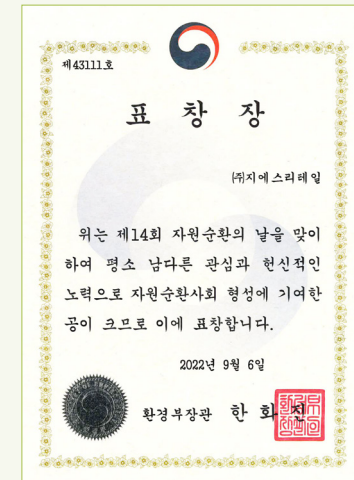 제43111호
표 창 장
(주)지에스리테일
위는 제14회 자원순환의 날을 맞이
하여 평소 남다른 관심과 헌신적인
노력으로 자원순환사회 형성에 기여한
공이 크므로 이에 표창합니다.
2022년 9월 6일
환경부장관 한 화 진